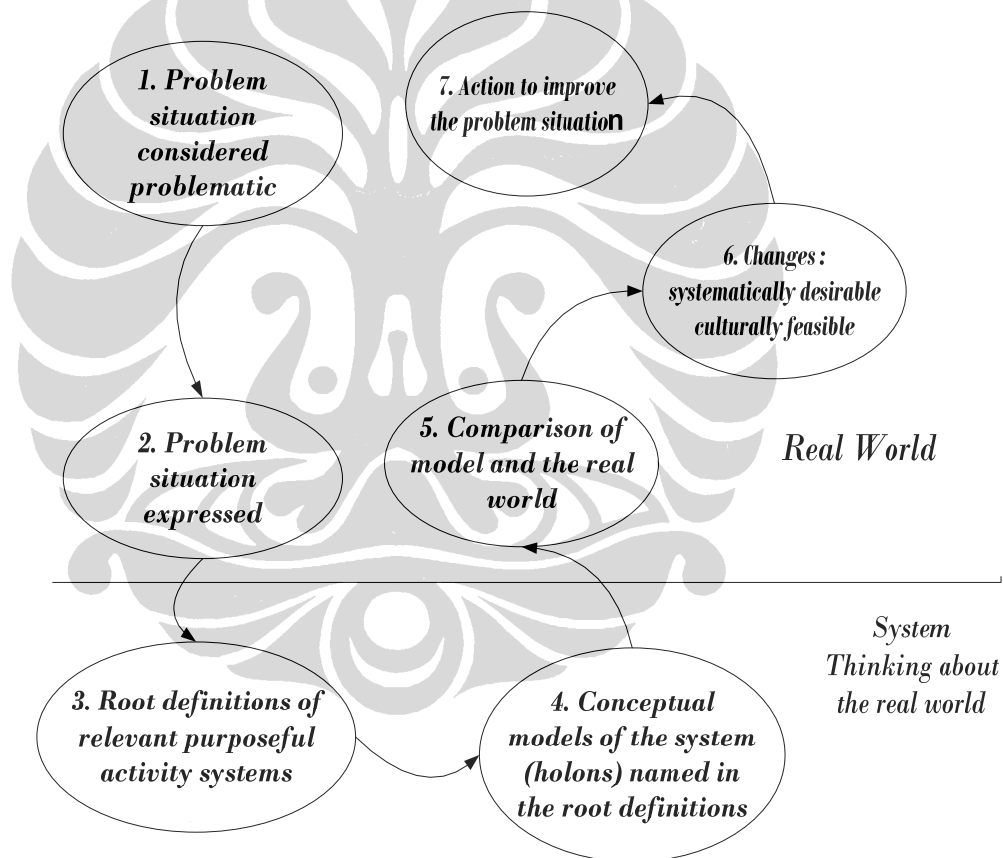 1. Problem
situation
considered
problematic
2. Problem
situation
expressed
3. Root definitions of
relevant purposeful
activity systems
4. Conceptual
models of the system
(holons) named in
the root definitions
5. Comparison of
model and the real
world
6. Changes :
systematically desirable
culturally feasible
7. Action to improve
the problem situation
Real World
System
Thinking about
the real world